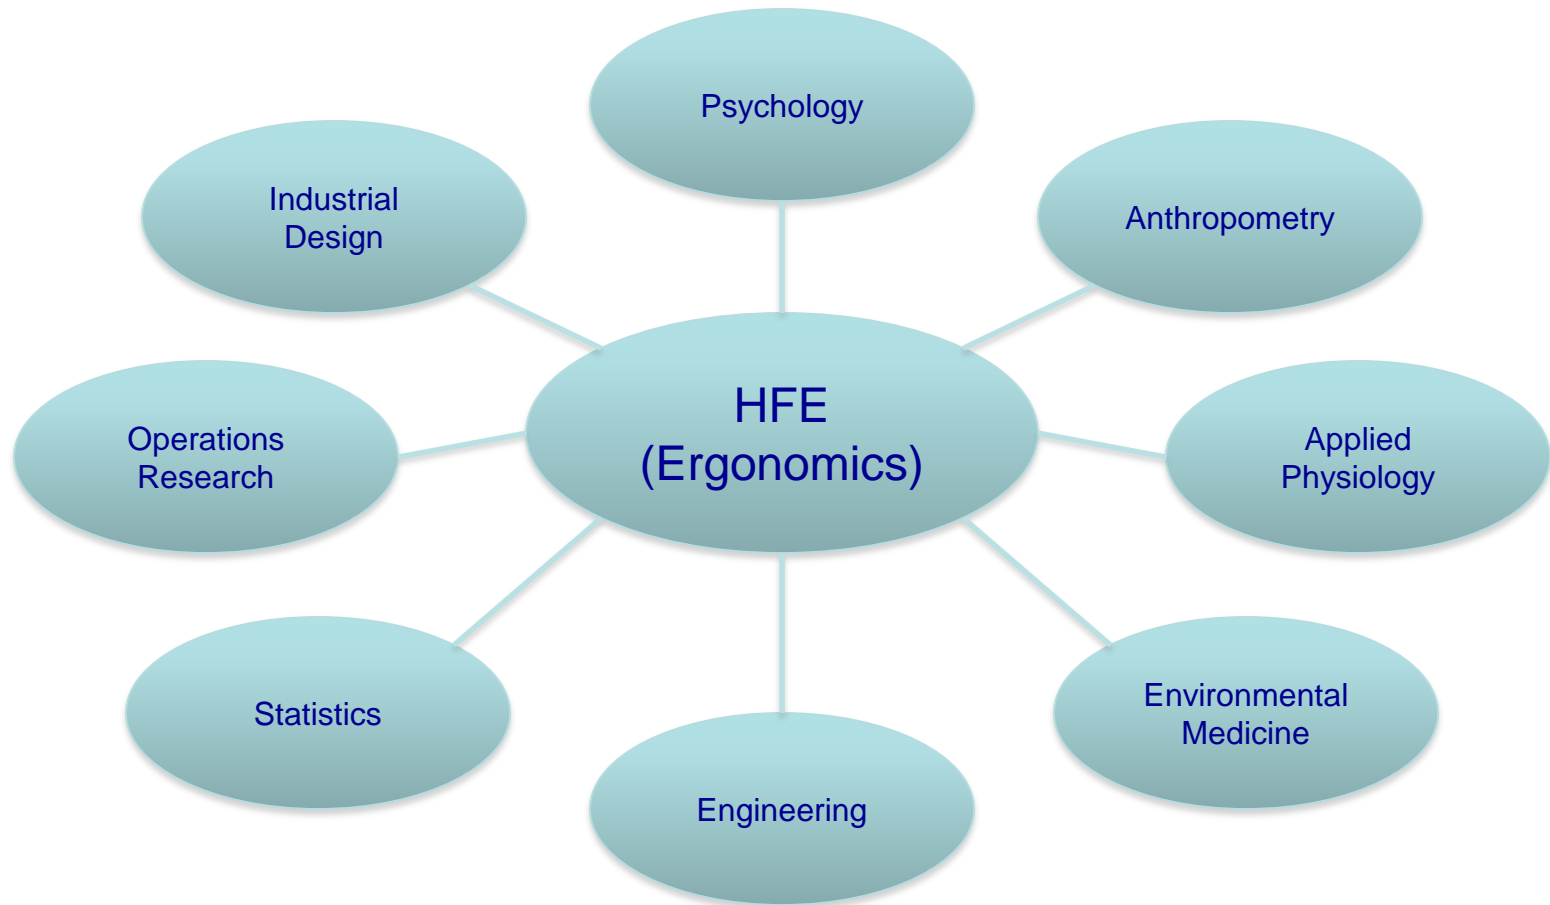 Psychology
Industrial
Design
Anthropometry
HFE
(Ergonomics)
Operations
Research
Applied
Physiology
Statistics
Environmental
Medicine
Engineering